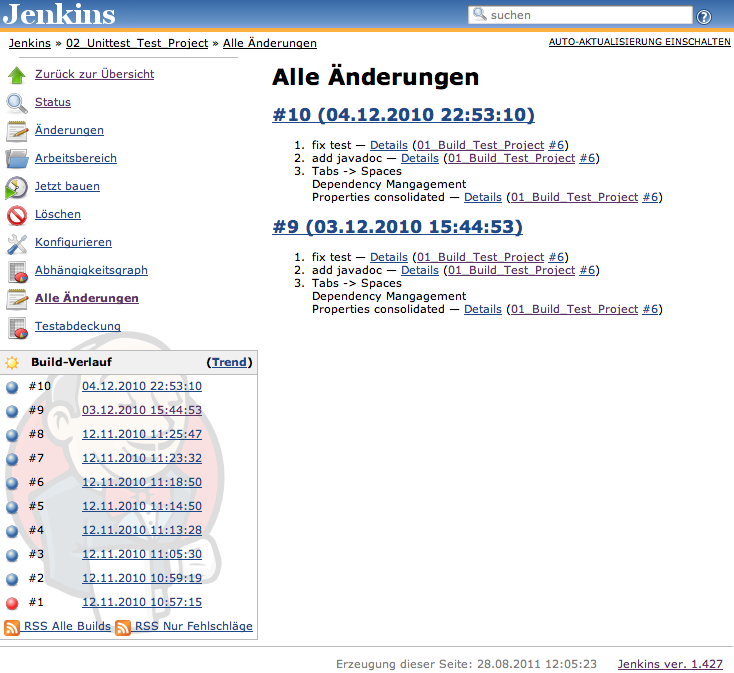 Jenkins
suchen
Jenkins » 02_Unittest_Test_Project » Alle Änderungen
AUTO-AKTUALISIERUNG EINSCHALTEN
Zurück zur Übersicht
Status
Änderungen
Arbeitsbereich
Jetzt bauen
Löschen
Konfigurieren
Abhängigkeitsgraph
Alle Änderungen
Testabdeckung
Build-Verlauf (Trend)
#10 04.12.2010 22:53:10
#9 03.12.2010 15:44:53
#8 12.11.2010 11:25:47
#7 12.11.2010 11:23:32
#6 12.11.2010 11:18:50
#5 12.11.2010 11:14:50
#4 12.11.2010 11:13:28
#3 12.11.2010 11:05:30
#2 12.11.2010 10:59:19
#1 12.11.2010 10:57:15
RSS Alle Builds RSS Nur Fehlschläge
Alle Änderungen
#10 (04.12.2010 22:53:10)
1. fix test — Details (01_Build_Test_Project #6)
2. add javadoc — Details (01_Build_Test_Project #6)
3. Tabs -> Spaces
Dependency Mangagement
Properties consolidated — Details (01_Build_Test_Project #6)
#9 (03.12.2010 15:44:53)
1. fix test — Details (01_Build_Test_Project #6)
2. add javadoc — Details (01_Build_Test_Project #6)
3. Tabs -> Spaces
Dependency Mangagement
Properties consolidated — Details (01_Build_Test_Project #6)
Erzeugung dieser Seite: 28.08.2011 12:05:23 Jenkins ver. 1.427